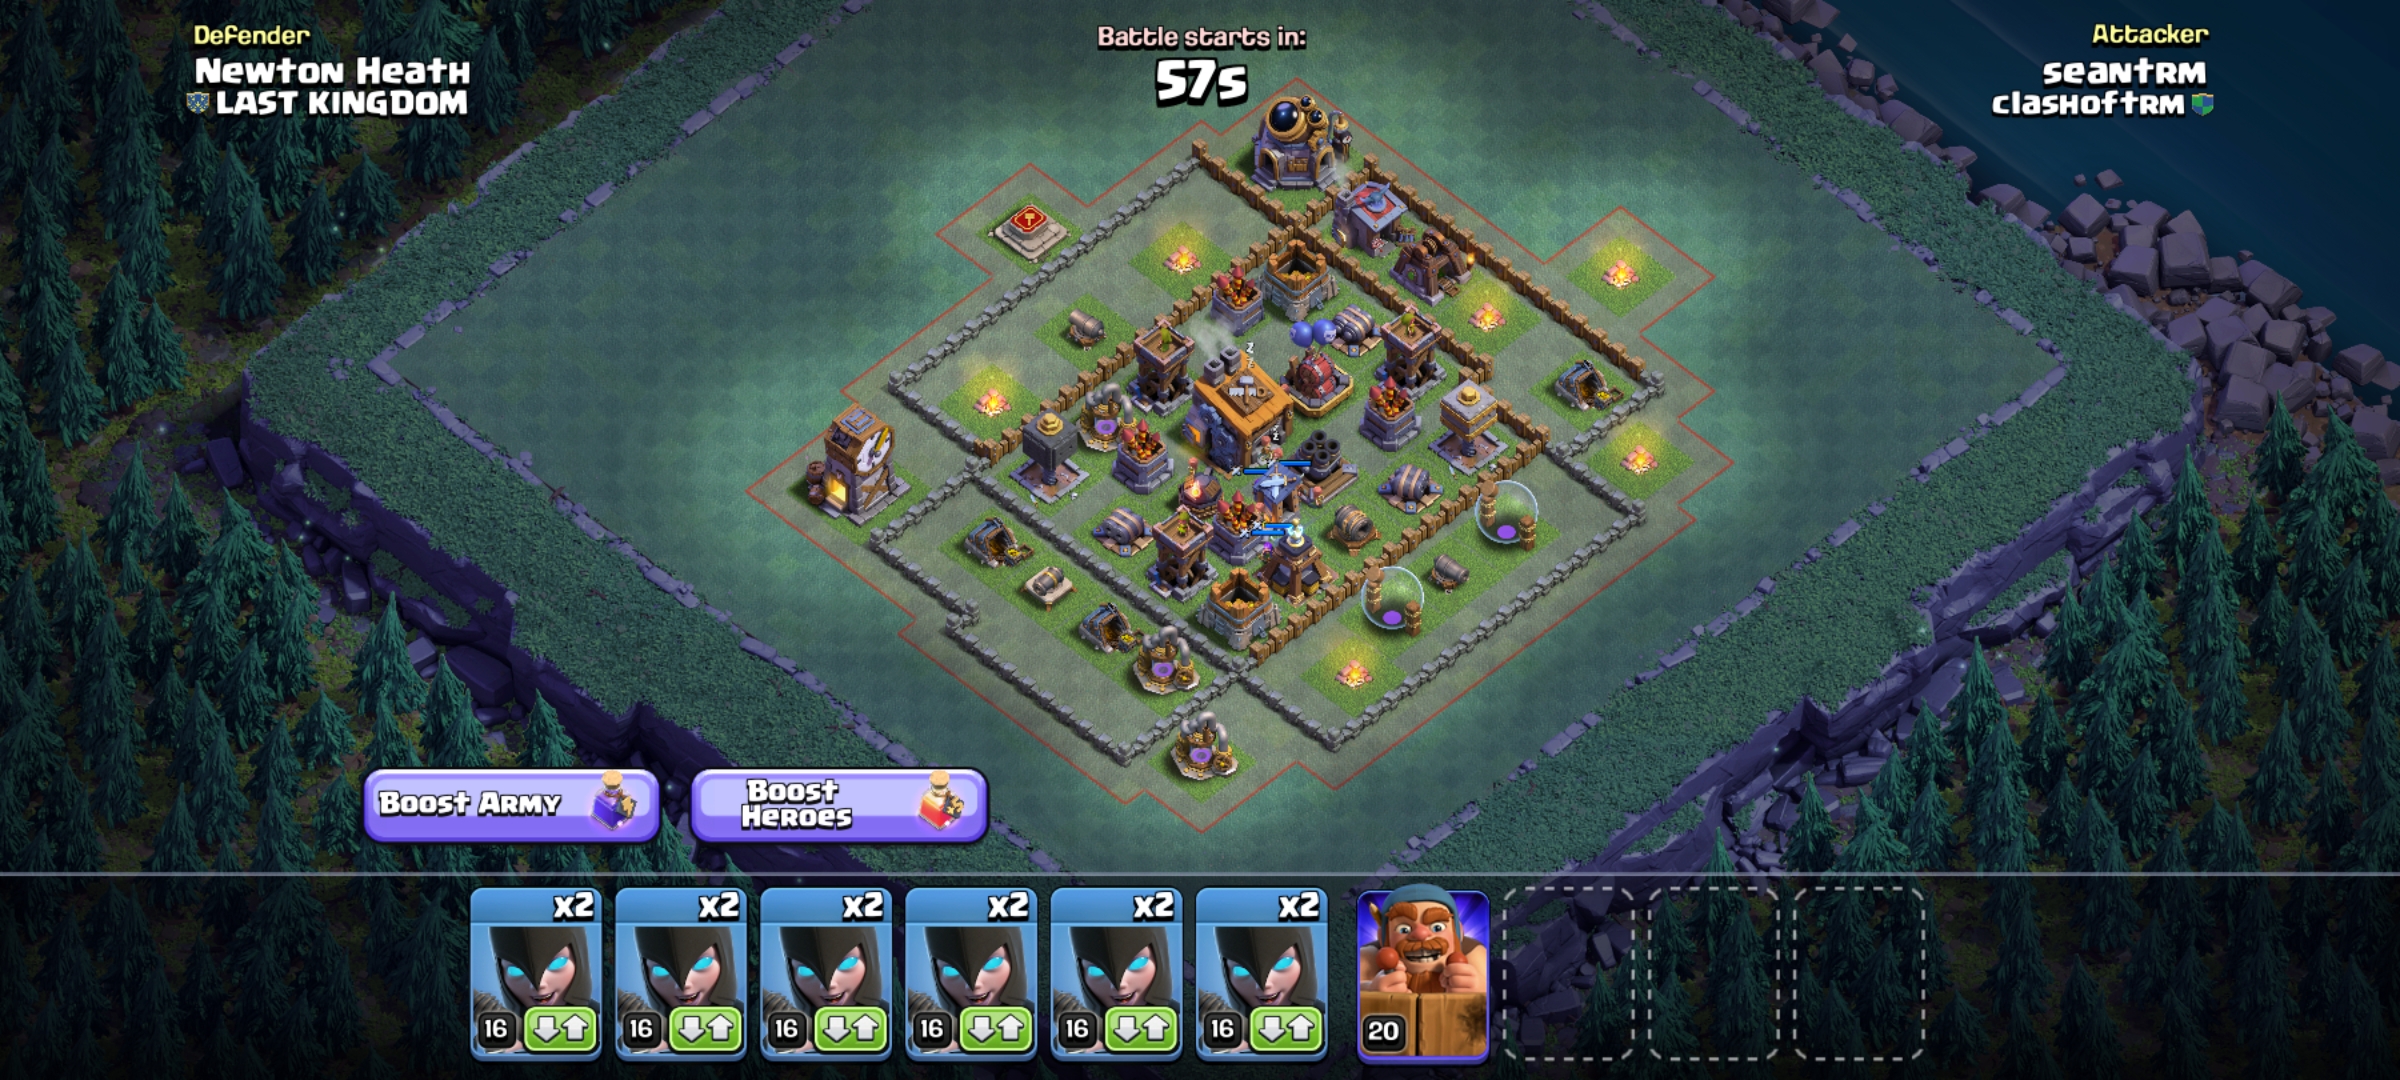 Defender
Newton Heath
LAST KINGDOM
Battle starts in:
57s
Attacker
seantRM
clashoftRM
Boost Army
Boost
Heroes
x2
x2
x2
x2
x2
x2
16
16
16
16
16
16
20